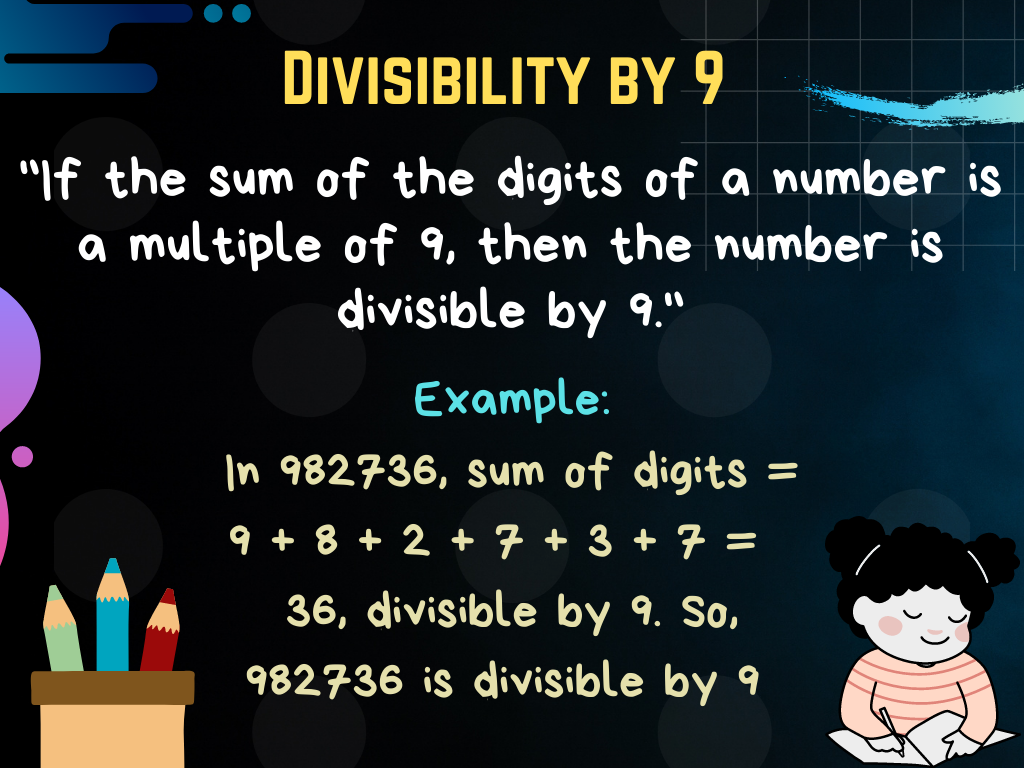 DIVISIBILITY BY 9
"If the sum of the digits of a number is
a multiple of 9, then the number is
divisible by 9."
Example:
In 982736, sum of digits =
9 + 8 + 2 + 7 + 3 + 7 =
36, divisible by 9. So,
982736 is divisible by 9